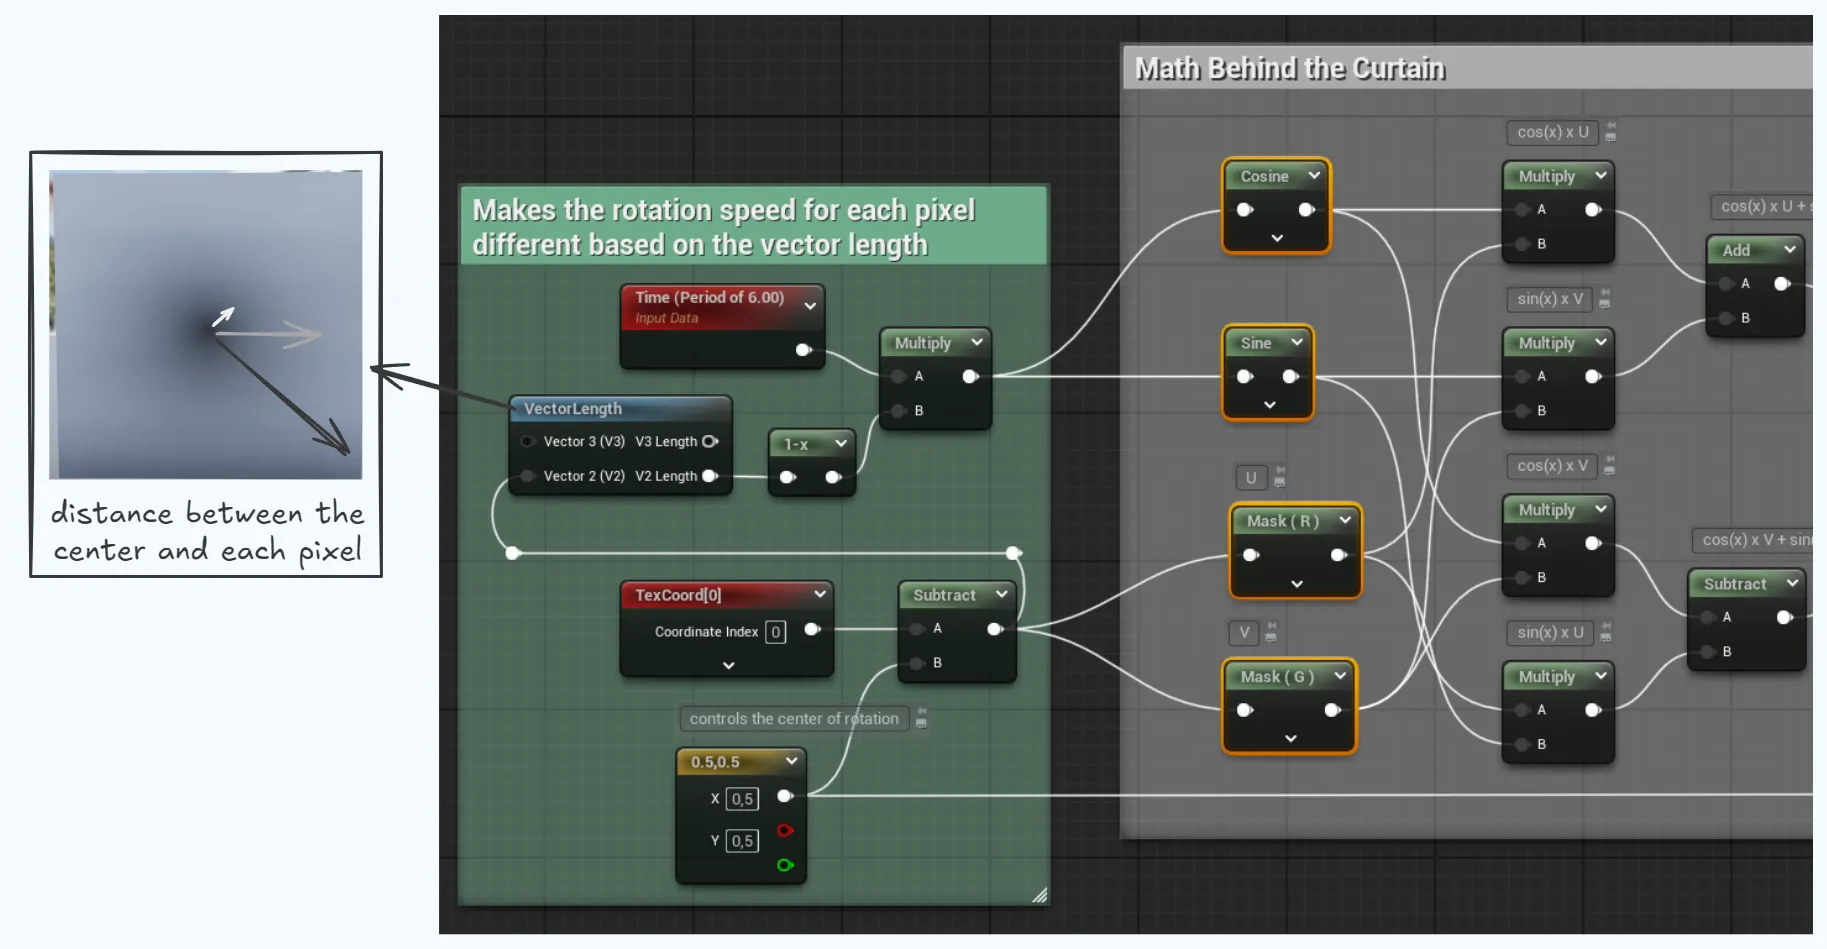 distance between the
center and each pixel
Makes the rotation speed for each pixel
different based on the vector length
Time (Period of 6.00)
Input Data
Multiply
A
B
VectorLength
Vector 3 (V3) V3 Length
Vector 2 (V2) V2 Length
1-x
TexCoord[0]
Coordinate Index 0
Subtract
A
B
controls the center of rotation
0.5,0.5
X 0,5
Y 0,5
Math Behind the Curtain
Cosine
Sine
U
Mask ( R )
V
Mask ( G )
cos(x) x U
Multiply
A
B
sin(x) x V
Multiply
A
B
cos(x) x V
Multiply
A
B
sin(x) x U
Multiply
A
B
cos(x) x U +
Add
A
B
cos(x) x V +
Subtract
A
B